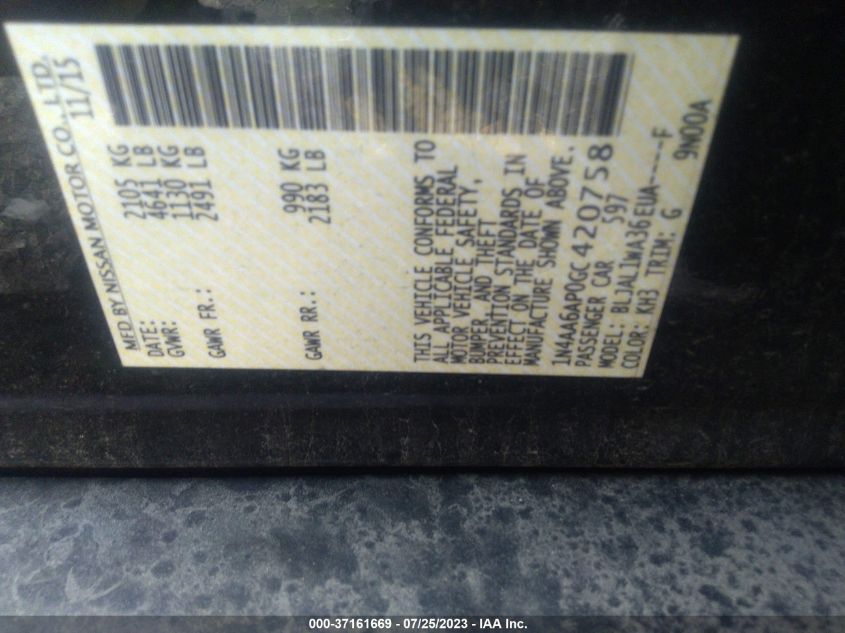 MFD BY NISSAN MOTOR CO., LTD.
DATE: 11/15
GVWR: 2105 KG
4641 LB
GAWR FR.: 1130 KG
2491 LB
GAWR RR.: 990 KG
2183 LB
THIS VEHICLE CONFORMS TO
ALL APPLICABLE FEDERAL
MOTOR VEHICLE SAFETY,
BUMPER, AND THEFT
PREVENTION STANDARDS IN
EFFECT ON THE DATE OF
MANUFACTURE SHOWN ABOVE.
1N4AA6AP0GC420758
PASSENGER CAR S97
MODEL: BLJALJWA36EUA-----F
COLOR: KH3 TRIM: G 9N00A
000-37161669 - 07/25/2023 - IAA Inc.